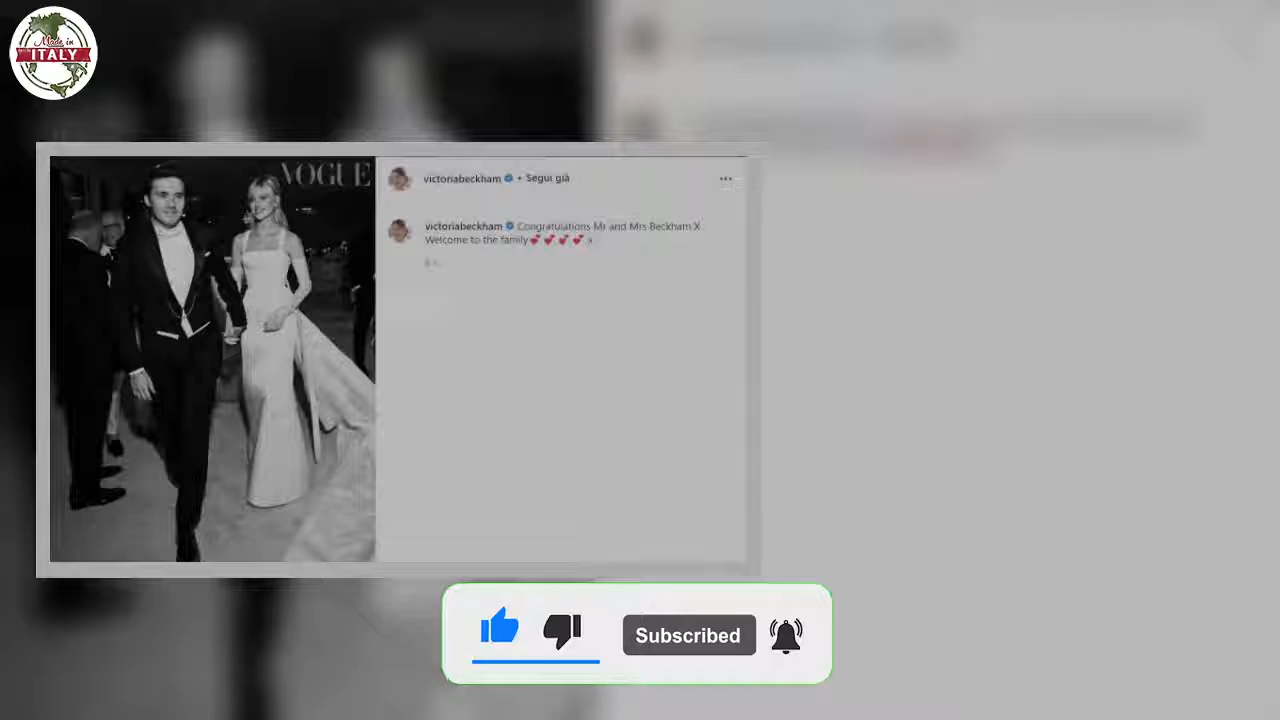 Made in
ITALY
VOGUE
victoriabeckham • Segui già
victoriabeckham Congratulations Mr and Mrs Beckham X
Welcome to the family💕💕💕💕 x
Subscribed